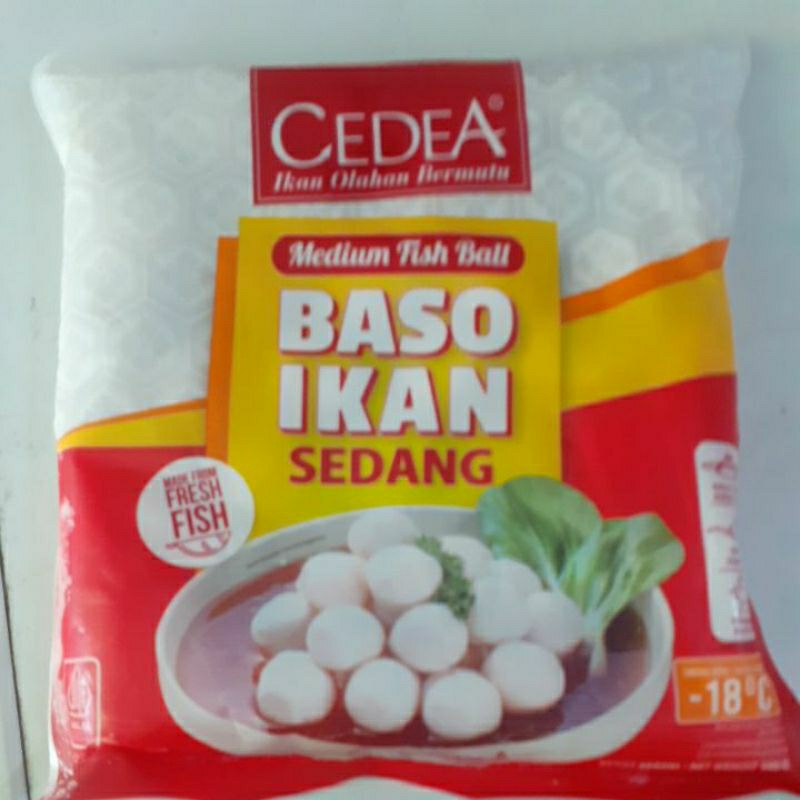 CEDEA®
Ikan Olahan Bermutu
Medium Fish Ball
BASO
IKAN
SEDANG
MADE FROM
FRESH
FISH
-18°C